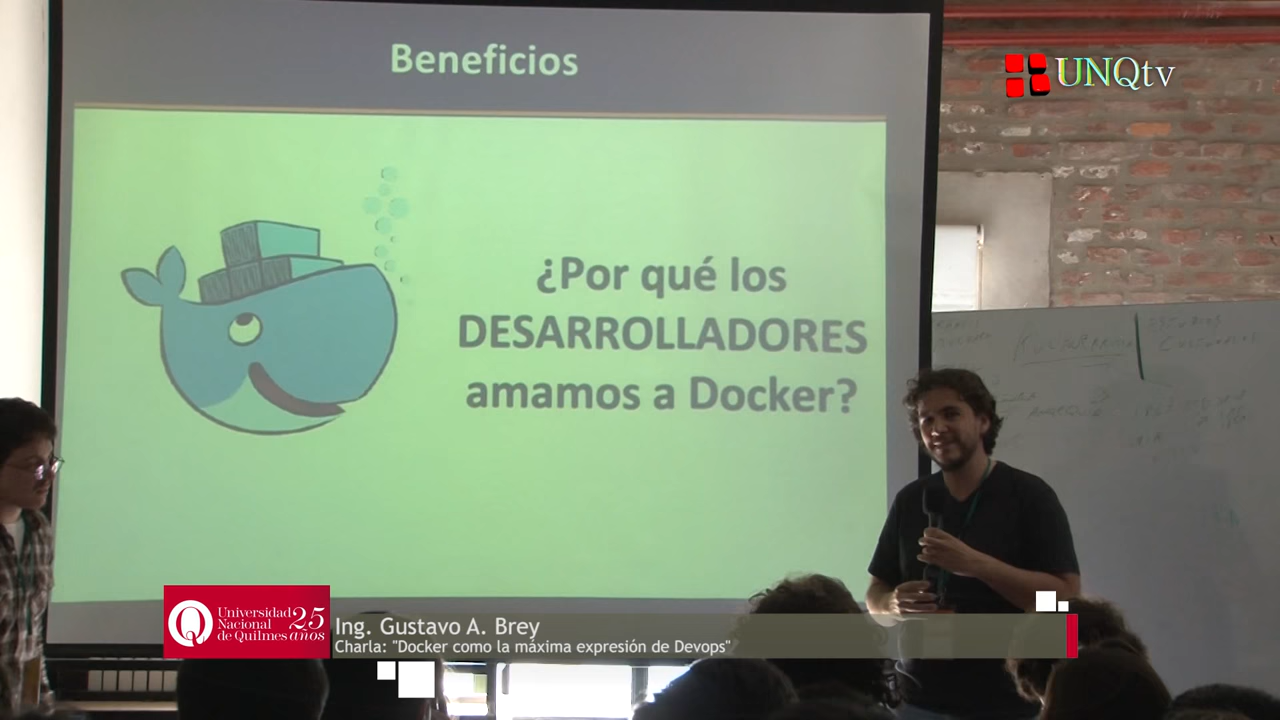 Beneficios
UNQtv
¿Por qué los
DESARROLLADORES
amamos a Docker?
Universidad
Nacional
de Quilmes
25
años
Ing. Gustavo A. Brey
Charla: "Docker como la máxima expresión de Devops"